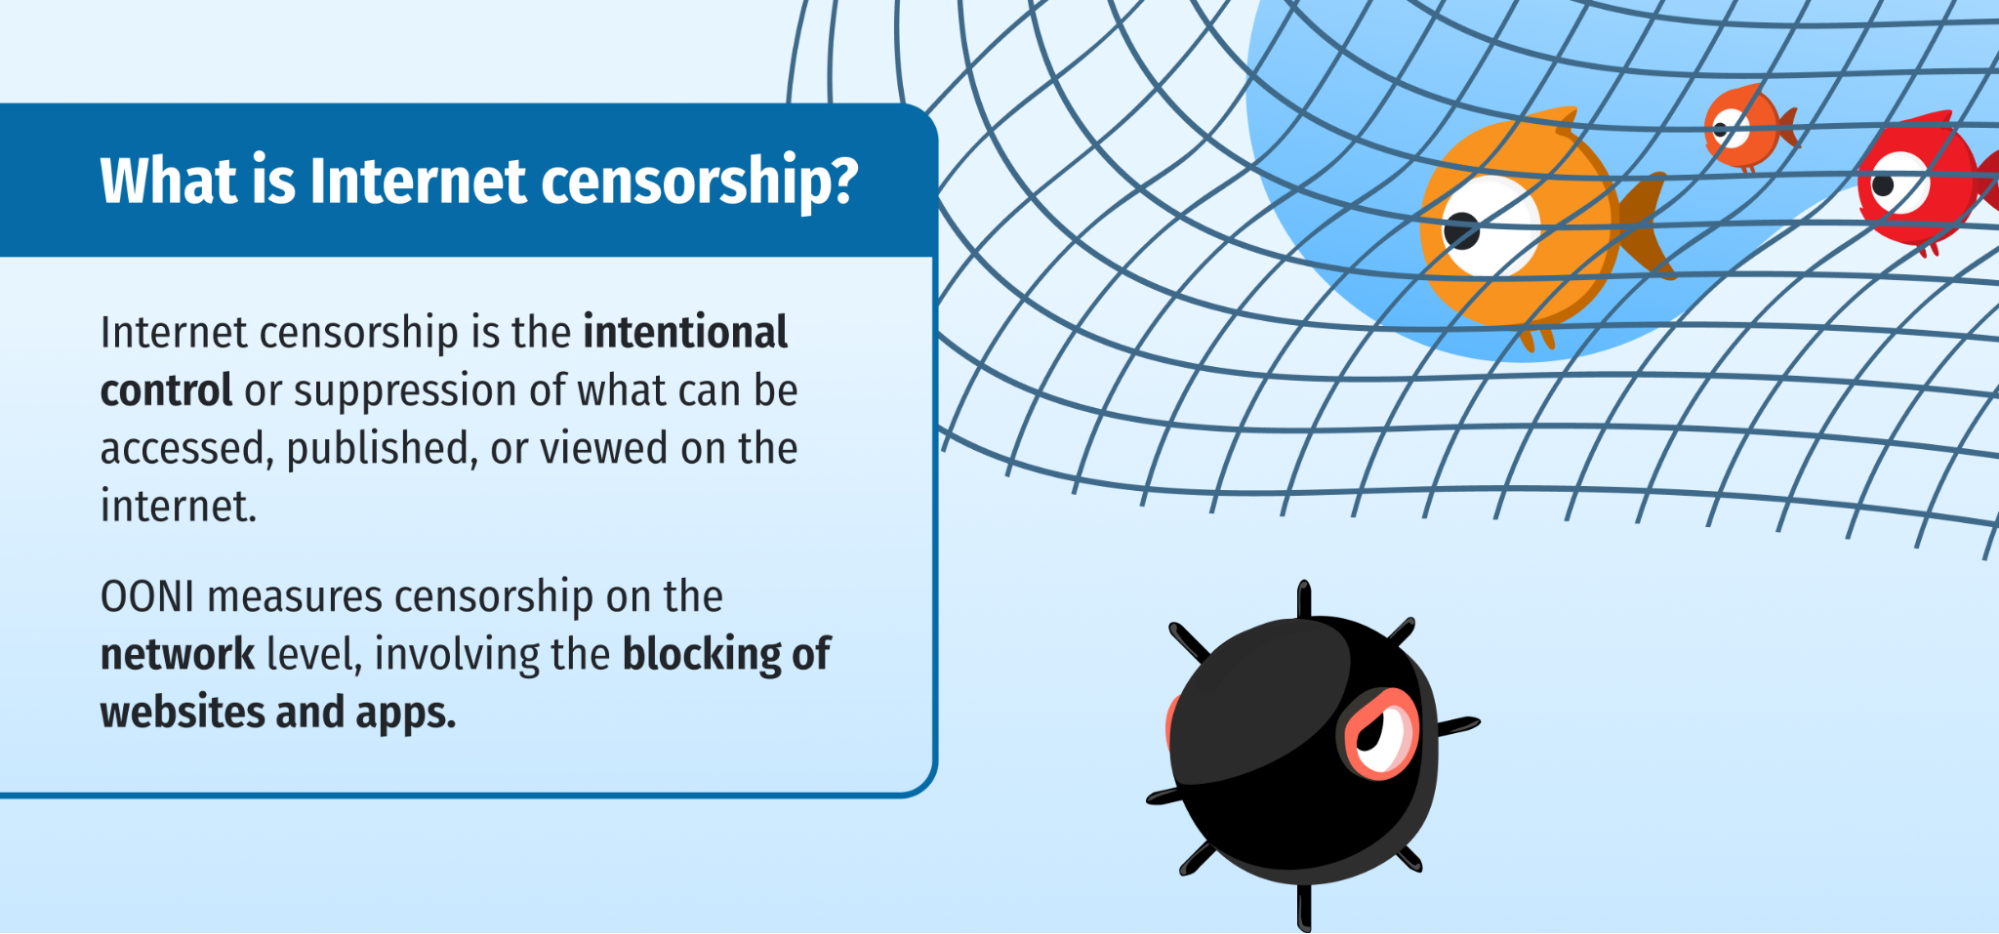 What is Internet censorship?
Internet censorship is the intentional
control or suppression of what can be
accessed, published, or viewed on the
internet.
OONI measures censorship on the
network level, involving the blocking of
websites and apps.